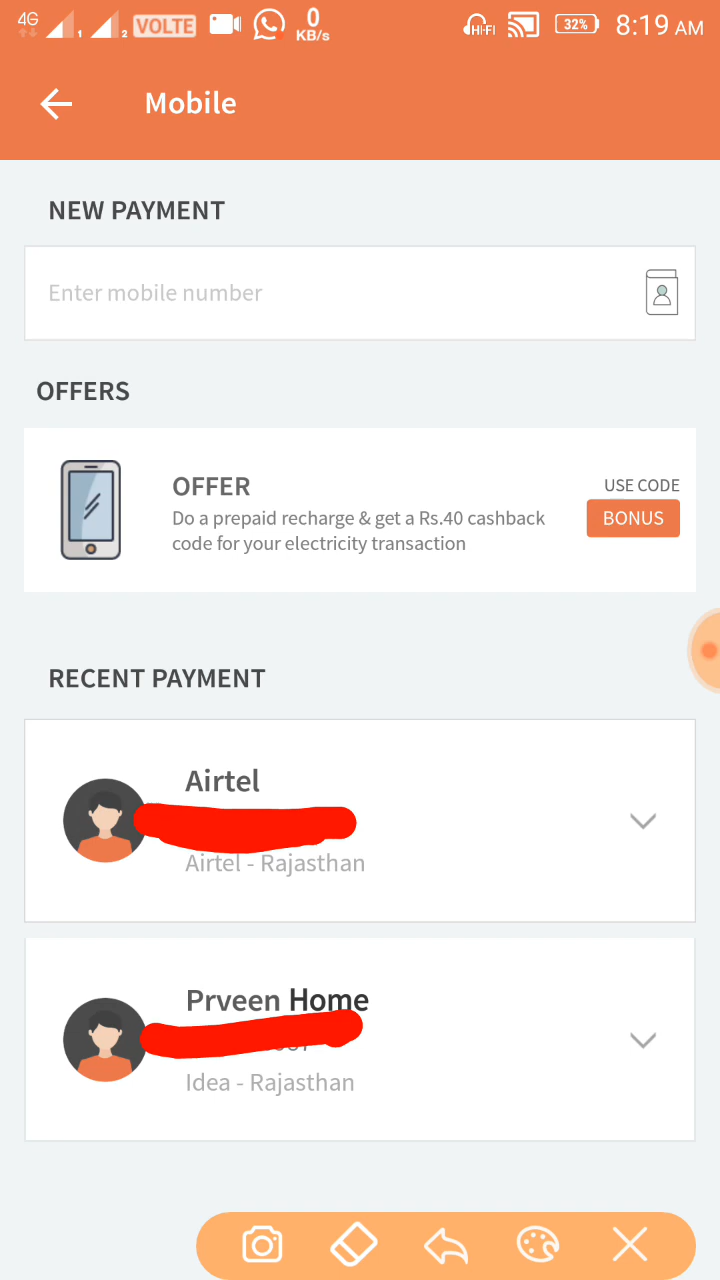 4G 1 2 VOLTE 0 KB/s HI-FI 32% 8:19 AM
Mobile
NEW PAYMENT
Enter mobile number
OFFERS
OFFER
Do a prepaid recharge & get a Rs.40 cashback
code for your electricity transaction
USE CODE
BONUS
RECENT PAYMENT
Airtel
Airtel - Rajasthan
Prveen Home
Idea - Rajasthan